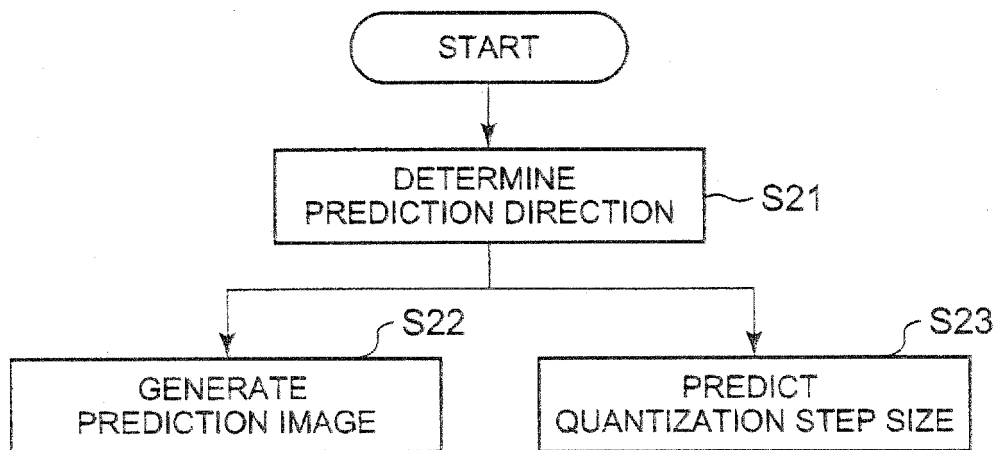 START
DETERMINE
PREDICTION DIRECTION
S21
S22
S23
GENERATE
PREDICTION IMAGE
PREDICT
QUANTIZATION STEP SIZE